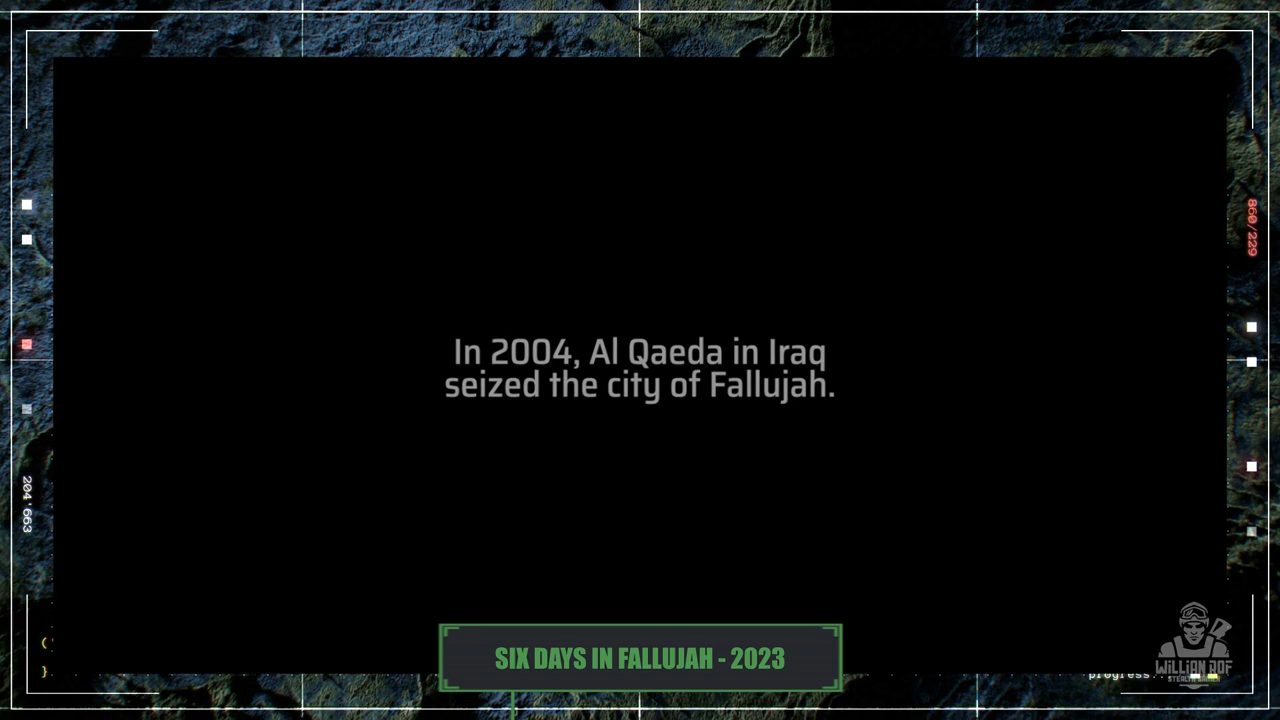 860/229
In 2004, Al Qaeda in Iraq
seized the city of Fallujah.
204'663
(
}
SIX DAYS IN FALLUJAH - 2023
WILLIAN ROF
progress..